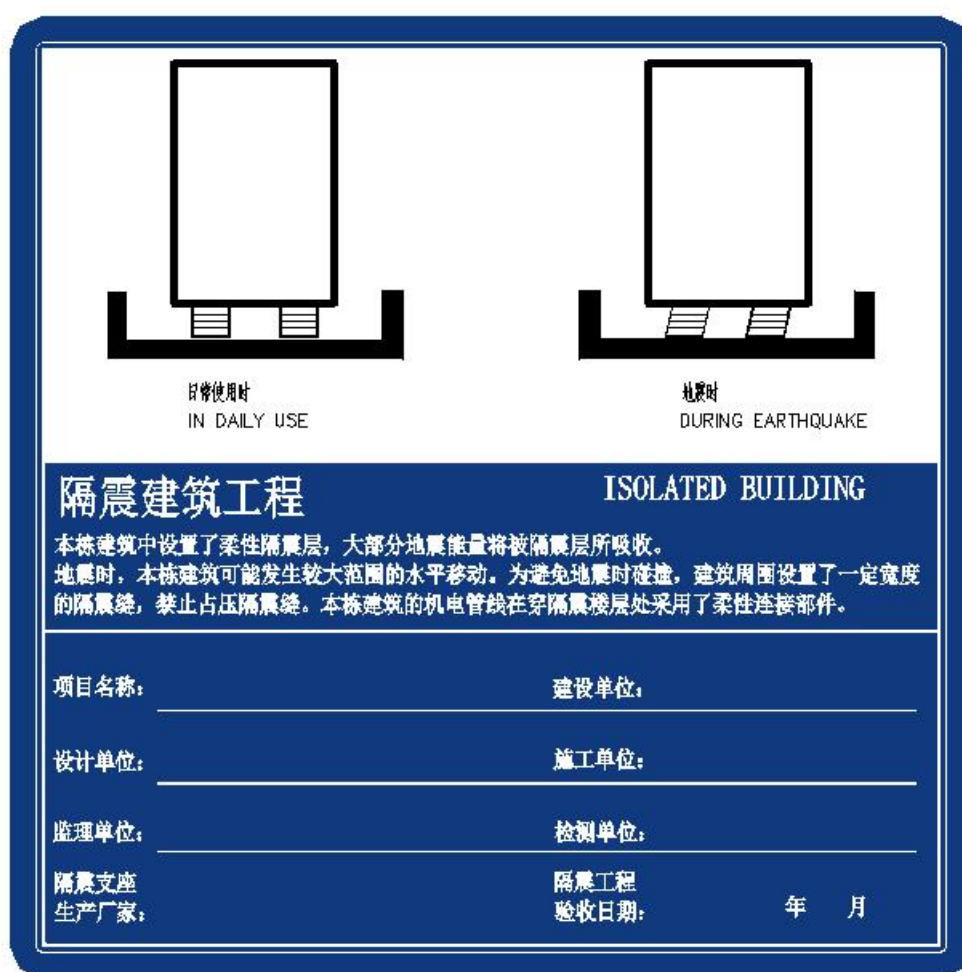 日常使用时
IN DAILY USE
地震时
DURING EARTHQUAKE
隔震建筑工程
ISOLATED BUILDING
本栋建筑中设置了柔性隔震层，大部分地震能量将被隔震层所吸收。
地震时，本栋建筑可能发生较大范围的水平移动。为避免地震时碰撞，建筑周围设置了一定宽度
的隔震缝，禁止占压隔震缝。本栋建筑的机电管线在穿隔震楼层处采用了柔性连接部件。
项目名称：
建设单位：
设计单位：
施工单位：
监理单位：
检测单位：
隔震支座
生产厂家：
隔震工程
验收日期： 年 月